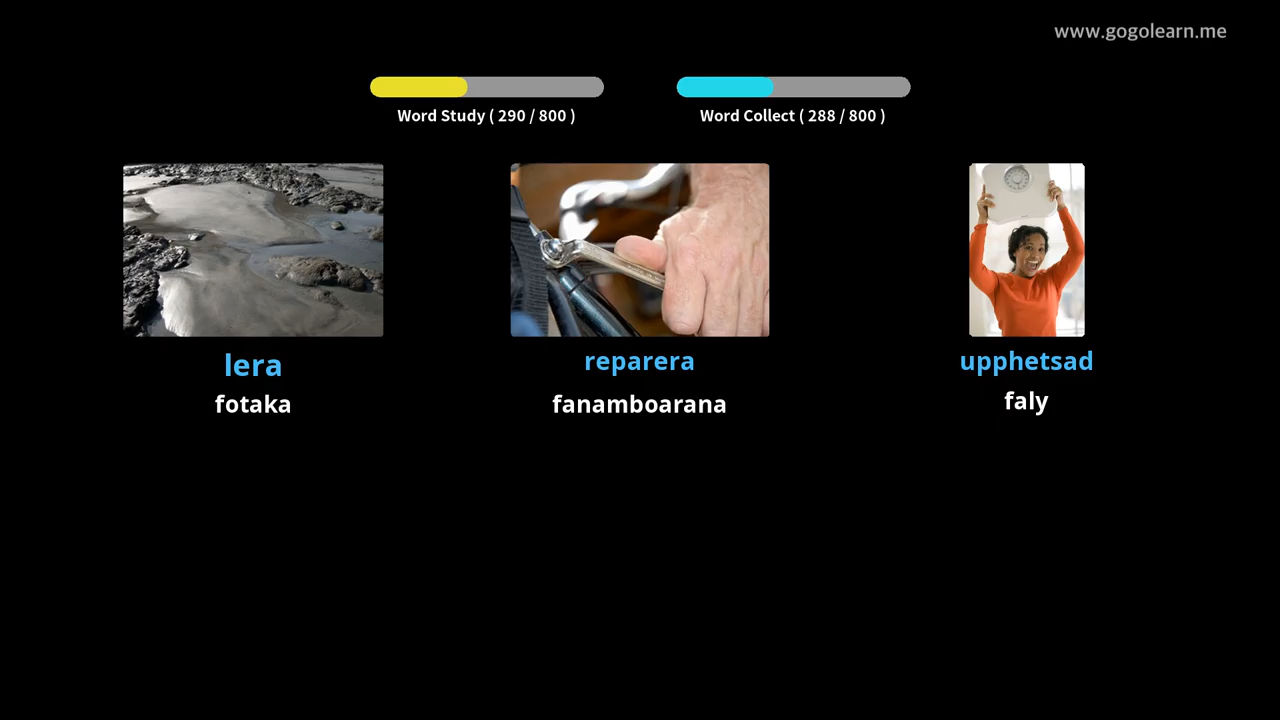 www.gogolearn.me
Word Study ( 290 / 800 )
Word Collect ( 288 / 800 )
lera
fotaka
reparera
fanamboarana
upphetsad
faly